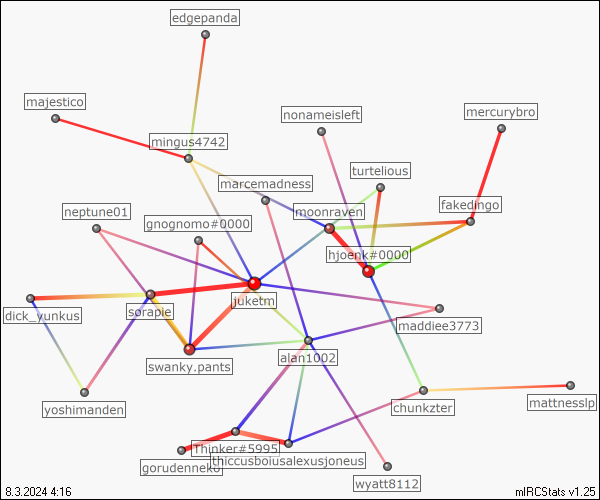 edgepanda
majestico
nonameisleft
mercurybro
mingus4742
turtelious
marcemadness
neptune01
moonraven
fakedingo
gnognomo#0000
hjoenk#0000
juketm
dick_yunkus
sorapie
maddiee3773
swanky.pants
alan1002
yoshimanden
chunkzter
mattnesslp
Thinker#5995
gorudenneko
thiccusboiusalexusjoneus
wyatt8112
8.3.2024 4:16
mIRCStats v1.25